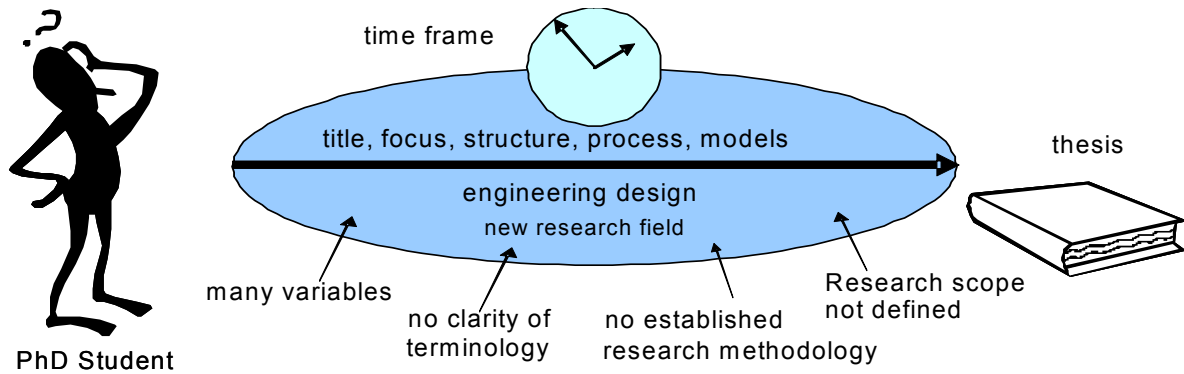 time frame
title, focus, structure, process, models
thesis
engineering design
new research field
many variables
no clarity of
terminology
no established
research methodology
Research scope
not defined
PhD Student